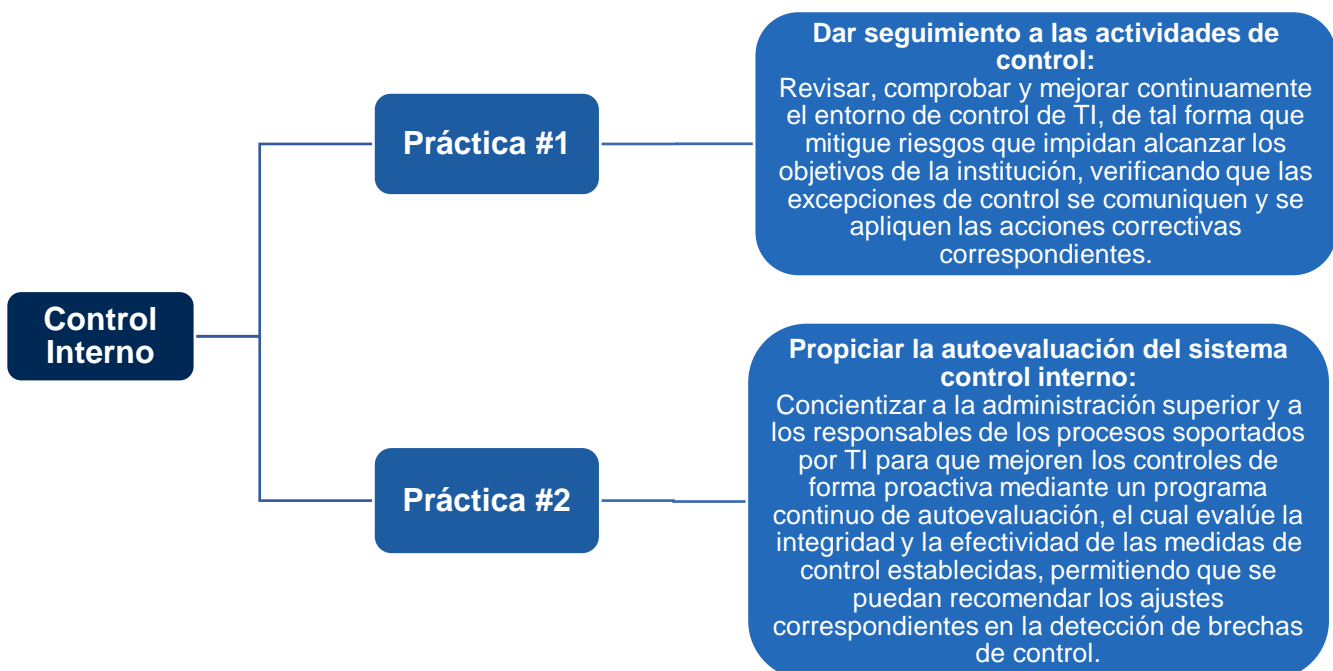 Control
Interno
Práctica #1
Dar seguimiento a las actividades de
control:
Revisar, comprobar y mejorar continuamente
el entorno de control de TI, de tal forma que
mitigue riesgos que impidan alcanzar los
objetivos de la institución, verificando que las
excepciones de control se comuniquen y se
apliquen las acciones correctivas
correspondientes.
Práctica #2
Propiciar la autoevaluación del sistema
control interno:
Concientizar a la administración superior y a
los responsables de los procesos soportados
por TI para que mejoren los controles de
forma proactiva mediante un programa
continuo de autoevaluación, el cual evalúe la
integridad y la efectividad de las medidas de
control establecidas, permitiendo que se
puedan recomendar los ajustes
correspondientes en la detección de brechas
de control.